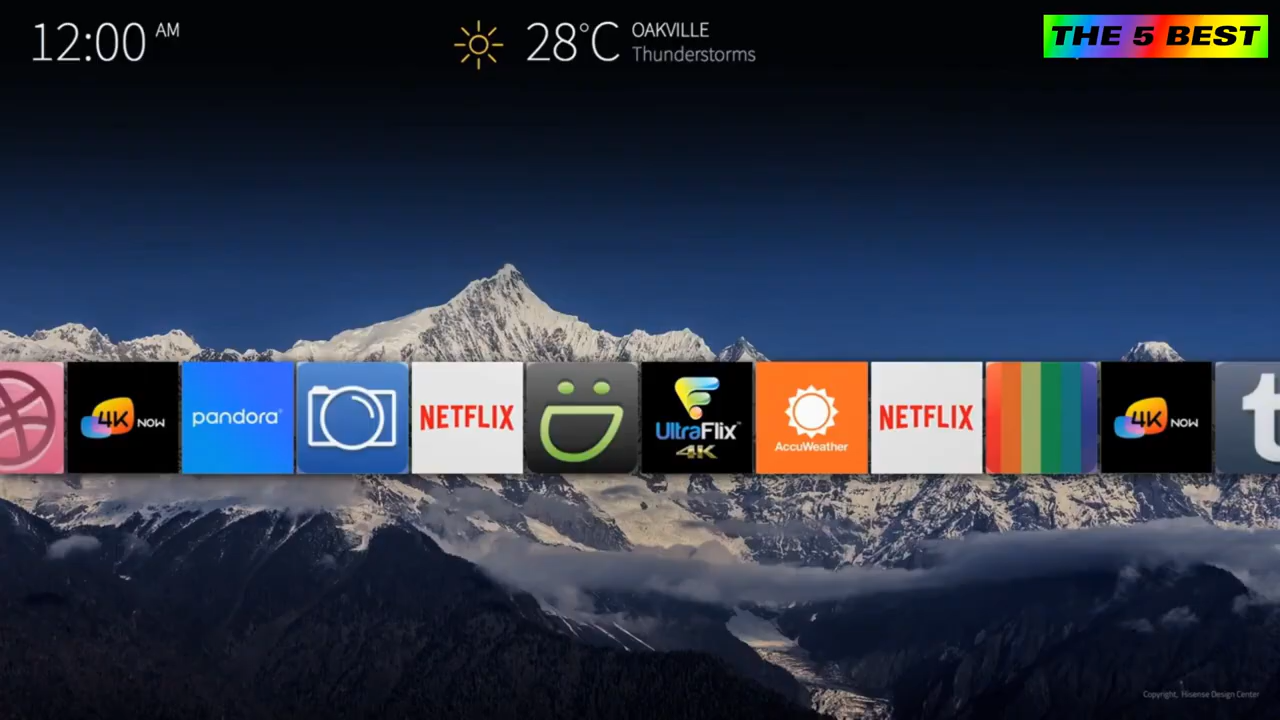 12:00 AM
28°C
OAKVILLE
Thunderstorms
THE 5 BEST
4K NOW
pandora®
NETFLIX
UltraFlix™
4K
AccuWeather
NETFLIX
4K NOW
t
Copyright, Hisense Design Center